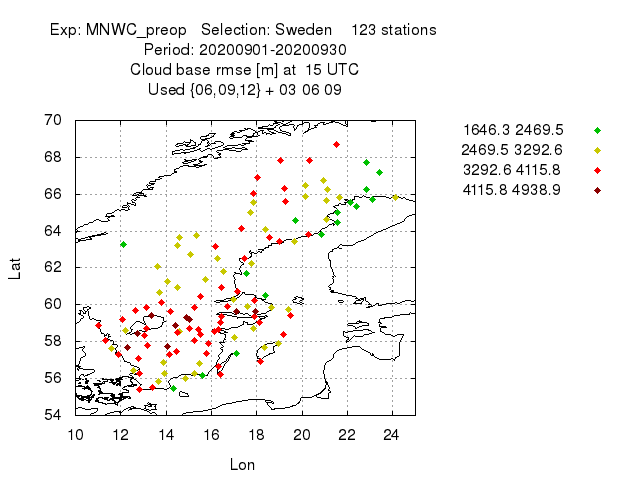 Exp: MNWC_preop Selection: Sweden 123 stations
Period: 20200901-20200930
Cloud base rmse [m] at 15 UTC
Used {06,09,12} + 03 06 09
1646.3 2469.5
2469.5 3292.6
3292.6 4115.8
4115.8 4938.9
70
68
66
64
62
60
58
56
54
Lat
10 12 14 16 18 20 22 24
Lon